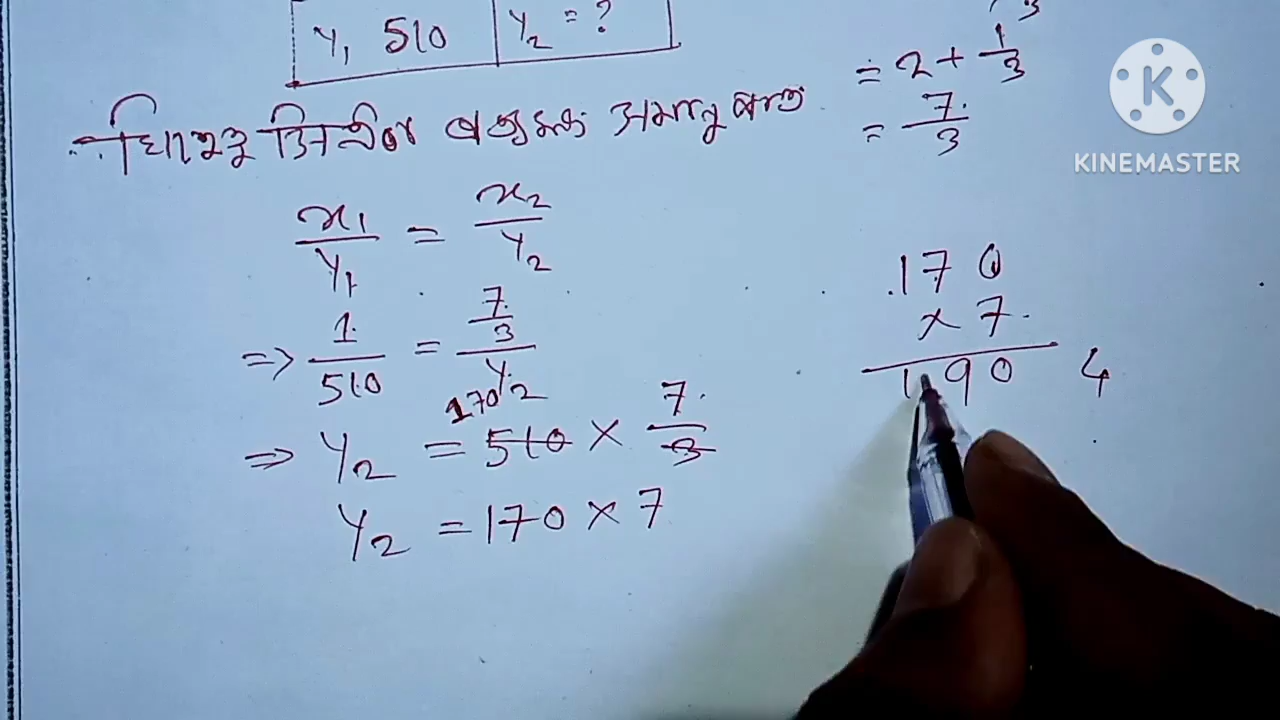 y₁ 510 y₂ = ?
= 2 + 1/3
= 7/3
KINEMASTER
x₁/y₁ = x₂/y₂
=> 1/510 = 7/3/y₂
170
=> y₂ = 510 × 7/3
y₂ = 170 × 7
170
× 7
1190 4